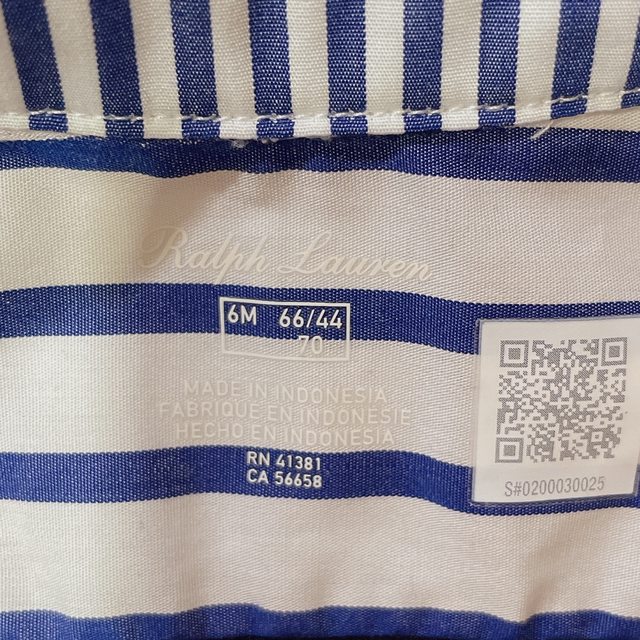 Ralph Lauren
6M 66/44
70
MADE IN INDONESIA
FABRIQUE EN INDONESIE
HECHO EN INDONESIA
RN 41381
CA 56658
S#0200030025